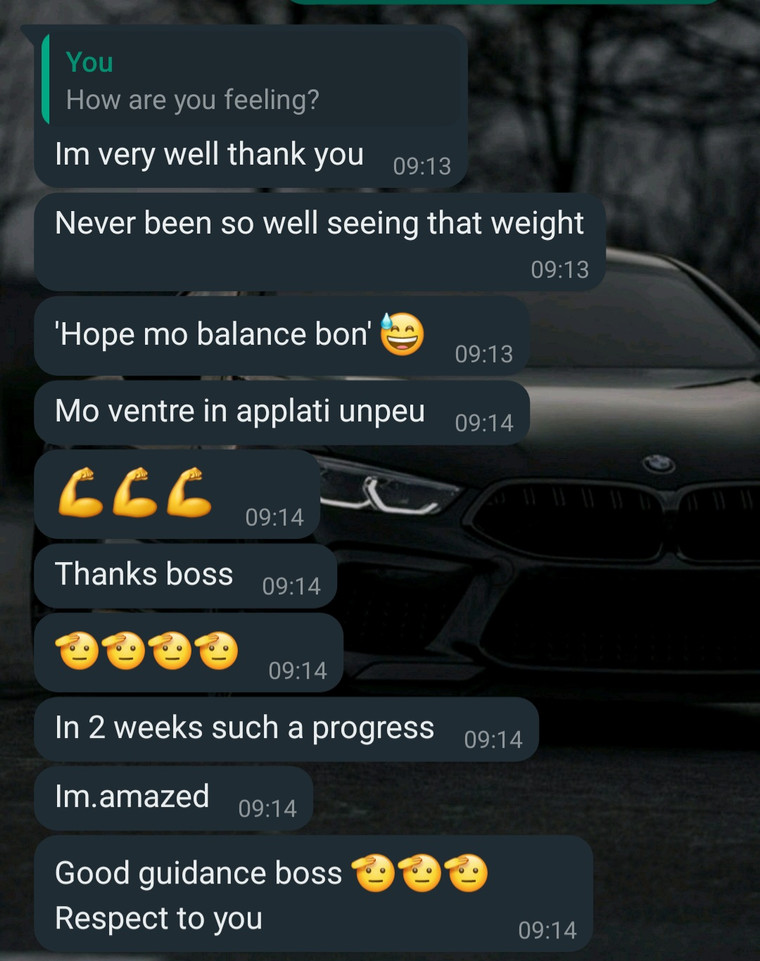 You
How are you feeling?
Im very well thank you 09:13
Never been so well seeing that weight
09:13
'Hope mo balance bon' 😅 09:13
Mo ventre in applati unpeu 09:14
💪💪💪 09:14
Thanks boss 09:14
🫡🫡🫡🫡 09:14
In 2 weeks such a progress 09:14
Im.amazed 09:14
Good guidance boss 🫡🫡🫡
Respect to you 09:14